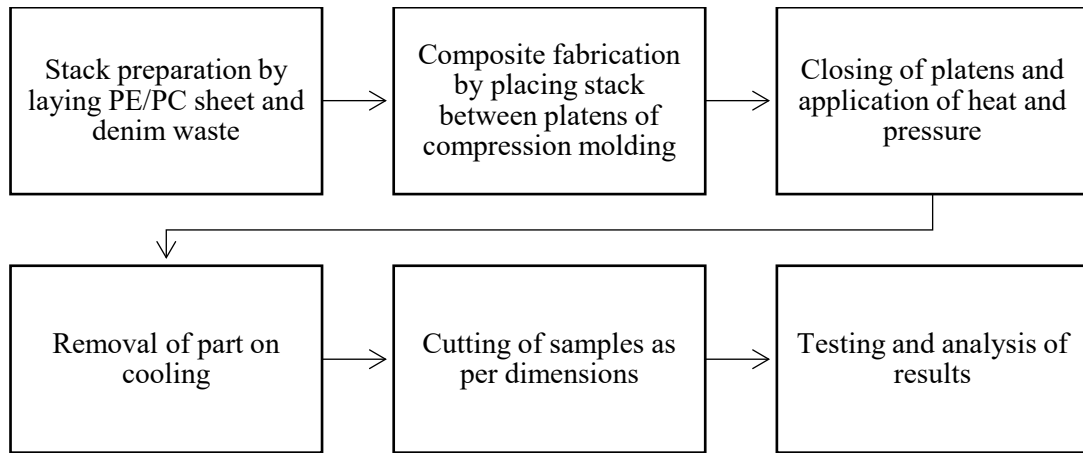 Stack preparation by
laying PE/PC sheet and
denim waste
Composite fabrication
by placing stack
between platens of
compression molding
Closing of platens and
application of heat and
pressure
Removal of part on
cooling
Cutting of samples as
per dimensions
Testing and analysis of
results